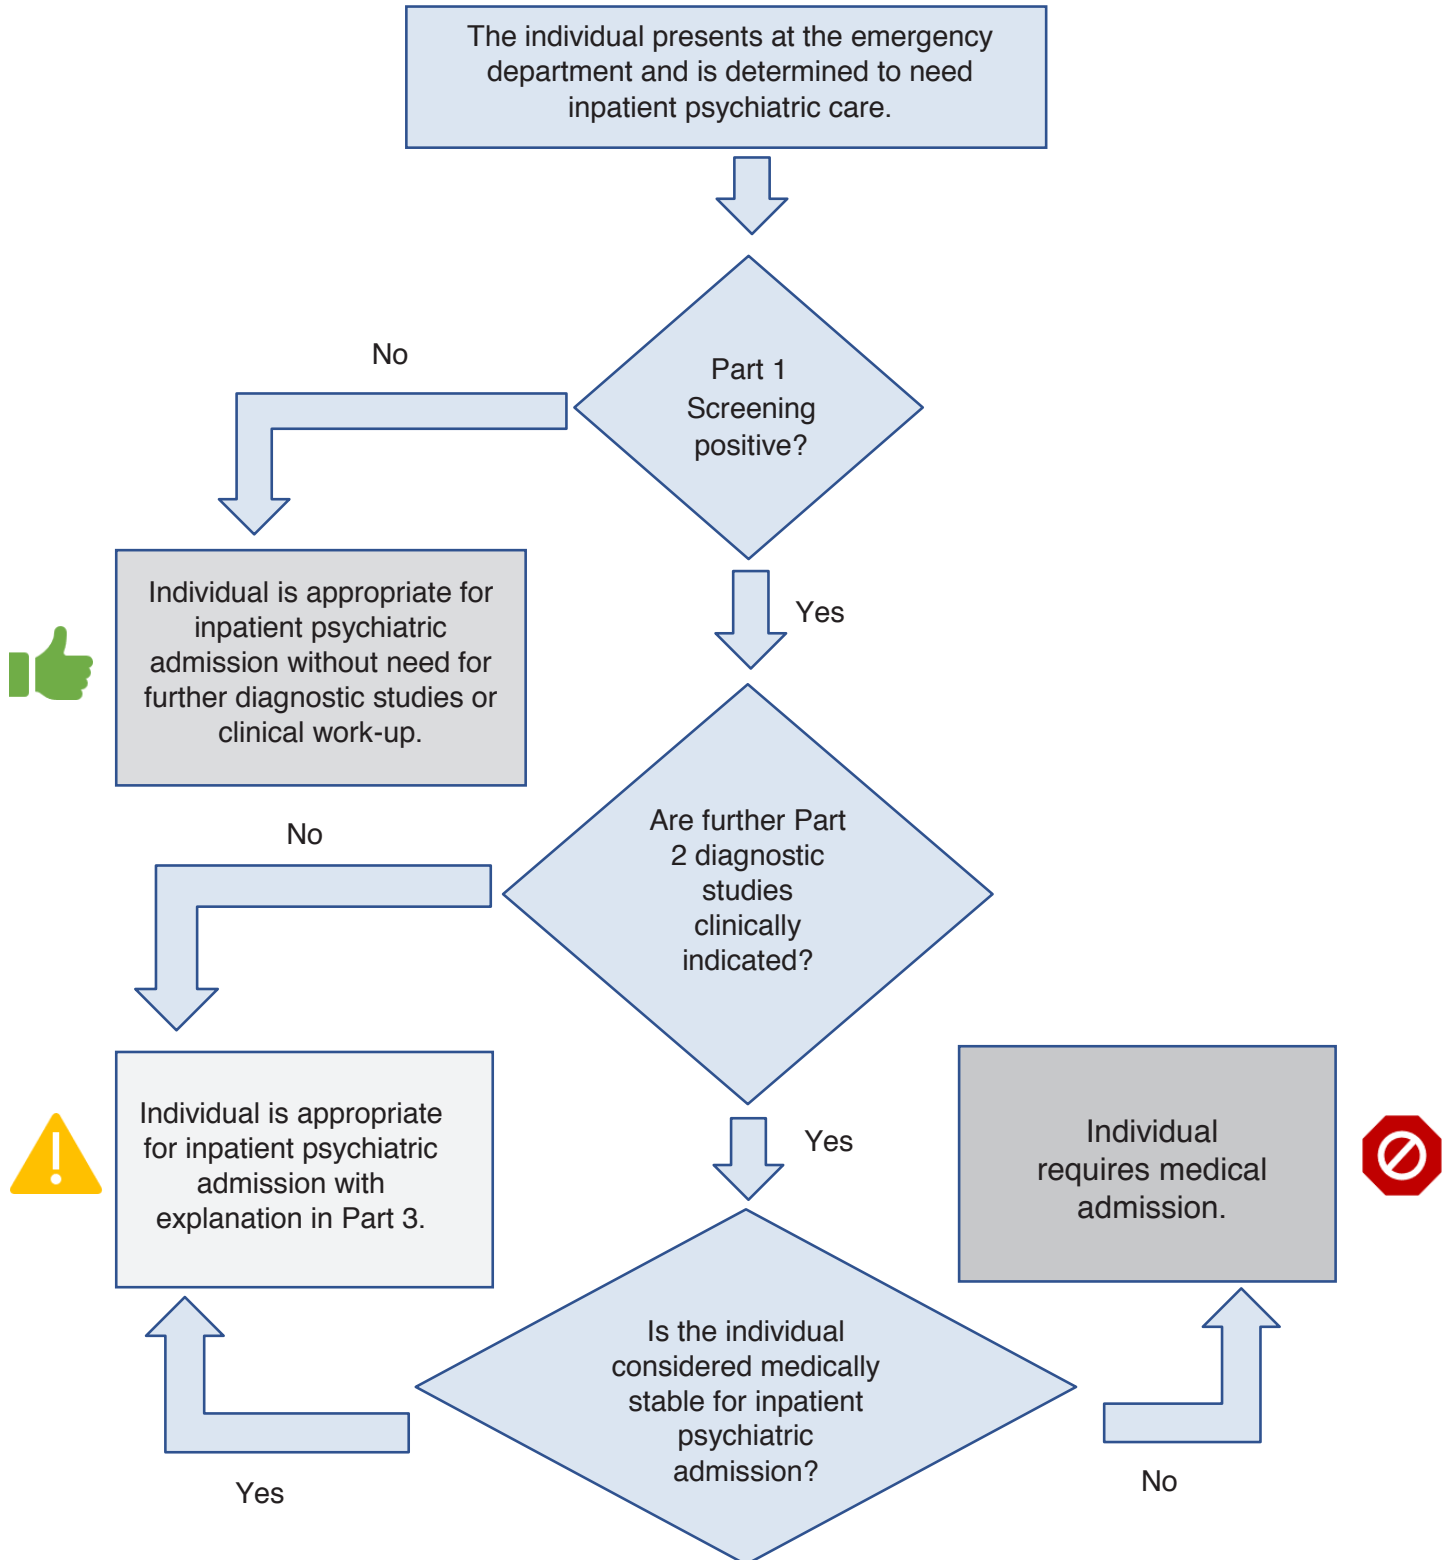 The individual presents at the emergency
department and is determined to need
inpatient psychiatric care.
No
Part 1
Screening
positive?
Yes
Individual is appropriate for
inpatient psychiatric
admission without need for
further diagnostic studies or
clinical work-up.
No
Are further Part
2 diagnostic
studies
clinically
indicated?
Yes
Individual is appropriate
for inpatient psychiatric
admission with
explanation in Part 3.
Individual
requires medical
admission.
Is the individual
considered medically
stable for inpatient
psychiatric
admission?
Yes
No